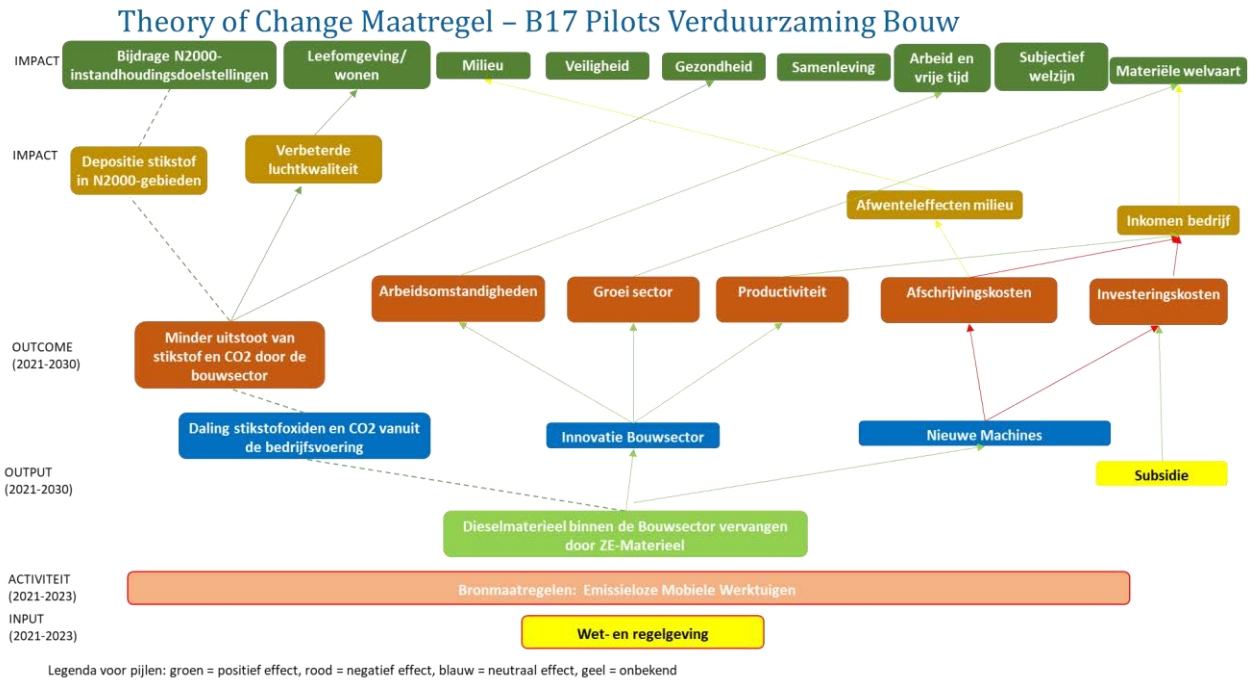 Theory of Change Maatregel – B17 Pilots Verduurzaming Bouw
IMPACT
Bijdrage N2000-
instandhoudingsdoelstellingen
Leefomgeving/
wonen
Milieu
Veiligheid
Gezondheid
Samenleving
Arbeid en
vrije tijd
Subjectief
welzijn
Materiële welvaart
IMPACT
Depositie stikstof
in N2000-gebieden
Verbeterde
luchtkwaliteit
Afwenteleffecten milieu
Inkomen bedrijf
OUTCOME
(2021-2030)
Minder uitstoot van
stikstof en CO2 door de
bouwsector
Arbeidsomstandigheden
Groei sector
Productiviteit
Afschrijvingskosten
Investeringskosten
Daling stikstofoxiden en CO2 vanuit
de bedrijfsvoering
Innovatie Bouwsector
Nieuwe Machines
OUTPUT
(2021-2030)
Subsidie
Dieselmaterieel binnen de Bouwsector vervangen
door ZE-Materieel
ACTIVITEIT
(2021-2023)
Bronmaatregelen: Emissieloze Mobiele Werktuigen
INPUT
(2021-2023)
Wet- en regelgeving
Legenda voor pijlen: groen = positief effect, rood = negatief effect, blauw = neutraal effect, geel = onbekend